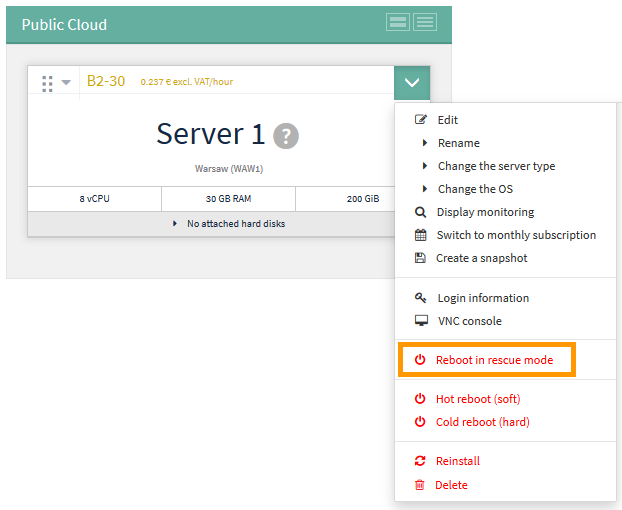 Public Cloud
B2-30 0.237 € excl. VAT/hour
Server 1 ?
Warsaw (WAW1)
8 vCPU 30 GB RAM 200 GiB
No attached hard disks
Edit
Rename
Change the server type
Change the OS
Display monitoring
Switch to monthly subscription
Create a snapshot
Login information
VNC console
Reboot in rescue mode
Hot reboot (soft)
Cold reboot (hard)
Reinstall
Delete